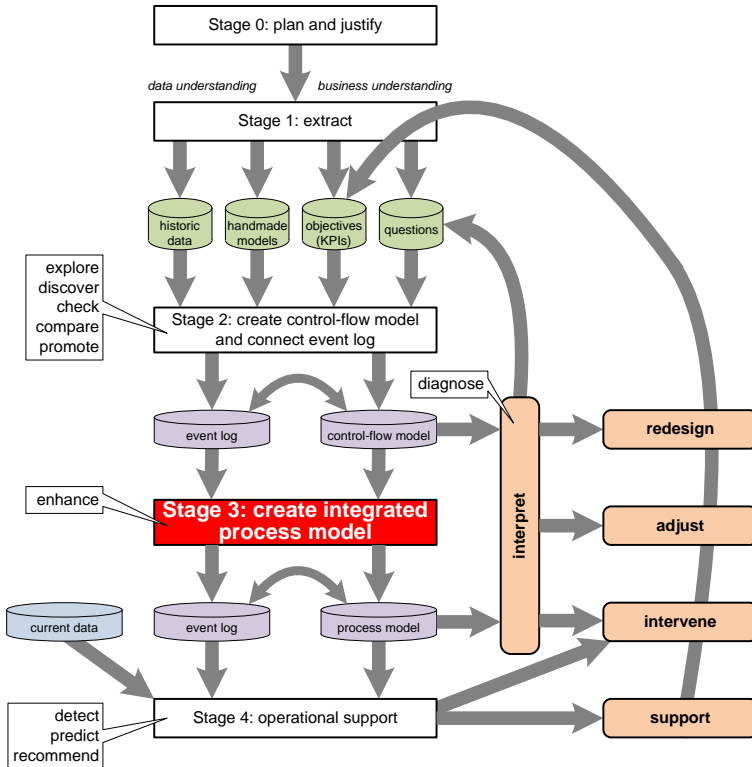 Stage 0: plan and justify
data understanding
business understanding
Stage 1: extract
historic
data
handmade
models
objectives
(KPIs)
questions
explore
discover
check
compare
promote
Stage 2: create control-flow model
and connect event log
diagnose
event log
control-flow model
redesign
enhance
Stage 3: create integrated
process model
interpret
adjust
current data
event log
process model
intervene
detect
predict
recommend
Stage 4: operational support
support